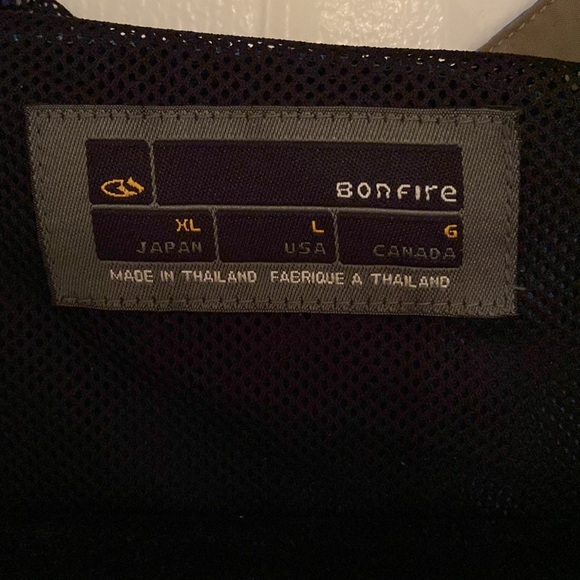 Bonfire
XL L G
JAPAN USA CANADA
MADE IN THAILAND FABRIQUE A THAILAND